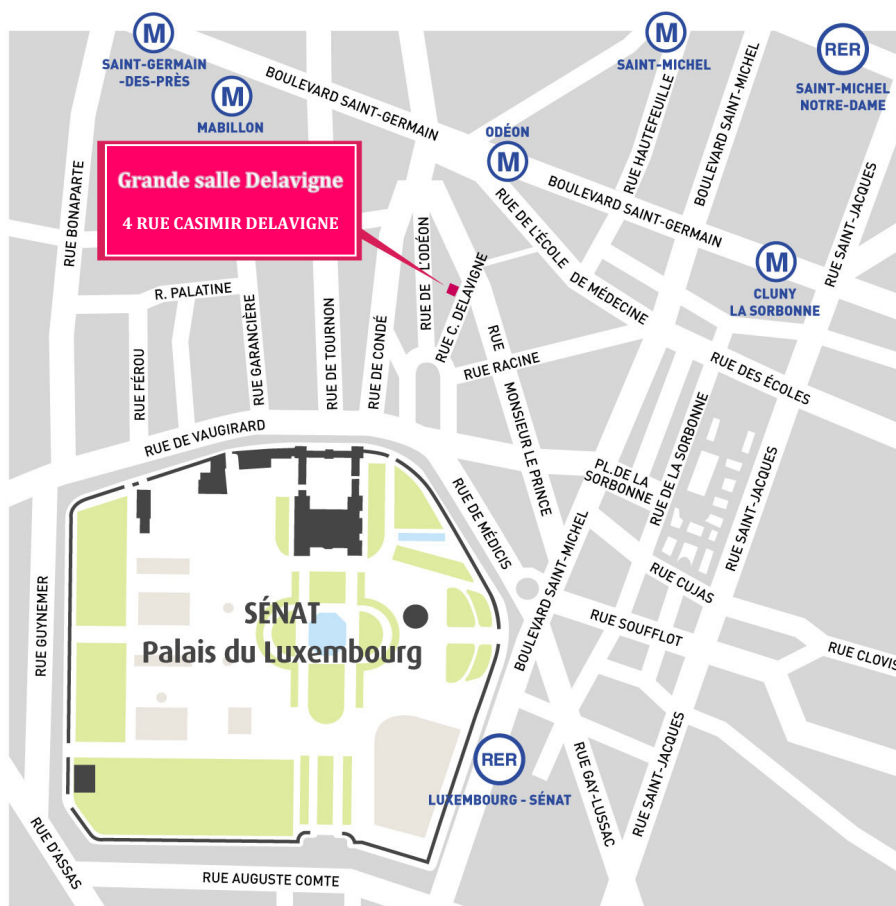 M
SAINT-GERMAIN
-DES-PRÈS
M
MABILLON
M
SAINT-MICHEL
RER
SAINT-MICHEL
NOTRE-DAME
ODÉON
M
M
CLUNY
LA SORBONNE
BOULEVARD SAINT-GERMAIN
BOULEVARD SAINT-GERMAIN
RUE HAUTEFEUILLE
BOULEVARD SAINT-MICHEL
RUE SAINT-JACQUES
RUE BONAPARTE
Grande salle Delavigne
4 RUE CASIMIR DELAVIGNE
RUE DE L'ÉCOLE DE MÉDECINE
RUE DE L'ODÉON
RUE C. DELAVIGNE
R. PALATINE
RUE FÉROU
RUE GARANCIÈRE
RUE DE TOURNON
RUE DE CONDÉ
RUE RACINE
RUE MONSIEUR LE PRINCE
RUE DES ÉCOLES
RUE DE VAUGIRARD
RUE DE MÉDICIS
PL. DE LA
SORBONNE
RUE DE LA SORBONNE
RUE SAINT-JACQUES
BOULEVARD SAINT-MICHEL
RUE CUJAS
RUE SOUFFLOT
RUE CLOVIS
RUE GUYNEMER
SÉNAT
Palais du Luxembourg
RER
LUXEMBOURG - SÉNAT
RUE GAY-LUSSAC
RUE SAINT-JACQUES
RUE D'ASSAS
RUE AUGUSTE COMTE